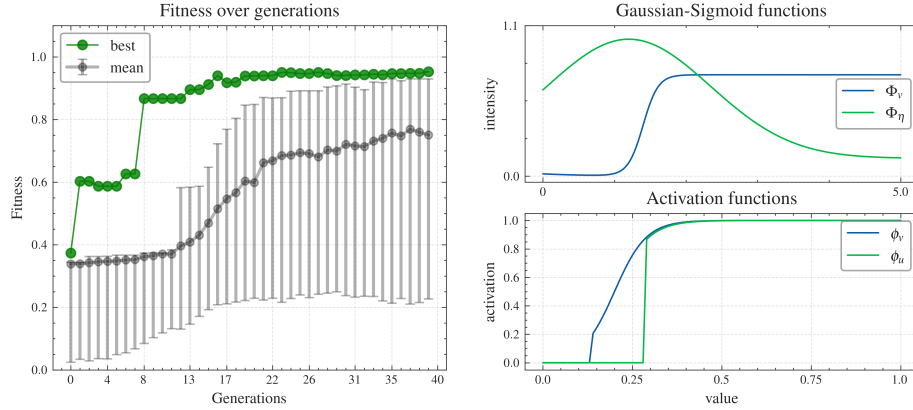 Fitness over generations
best
mean
1.0
0.8
0.6
0.4
0.2
0.0
Fitness
0 4 8 13 17 22 26 31 35 40
Generations
Gaussian-Sigmoid functions
1.1
0.0
intensity
Φᵥ
Φ_η
0 5.0
Activation functions
1.0
0.8
0.6
0.4
0.2
0.0
activation
ϕᵥ
ϕᵤ
0.0 0.25 0.5 0.75 1.0
value